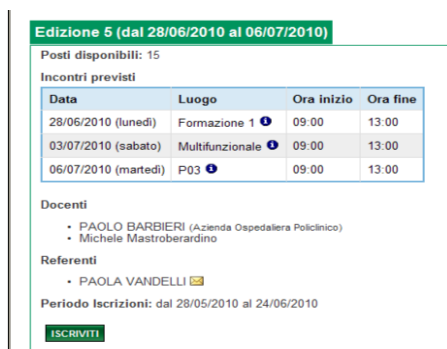 Edizione 5 (dal 28/06/2010 al 06/07/2010)
Posti disponibili: 15
Incontri previsti
Data Luogo Ora inizio Ora fine
28/06/2010 (lunedì) Formazione 1 09:00 13:00
03/07/2010 (sabato) Multifunzionale 09:00 13:00
06/07/2010 (martedì) P03 09:00 13:00
Docenti
• PAOLO BARBIERI (Azienda Ospedaliera Policlinico)
• Michele Mastroberardino
Referenti
• PAOLA VANDELLI
Periodo Iscrizioni: dal 28/05/2010 al 24/06/2010
ISCRIVITI